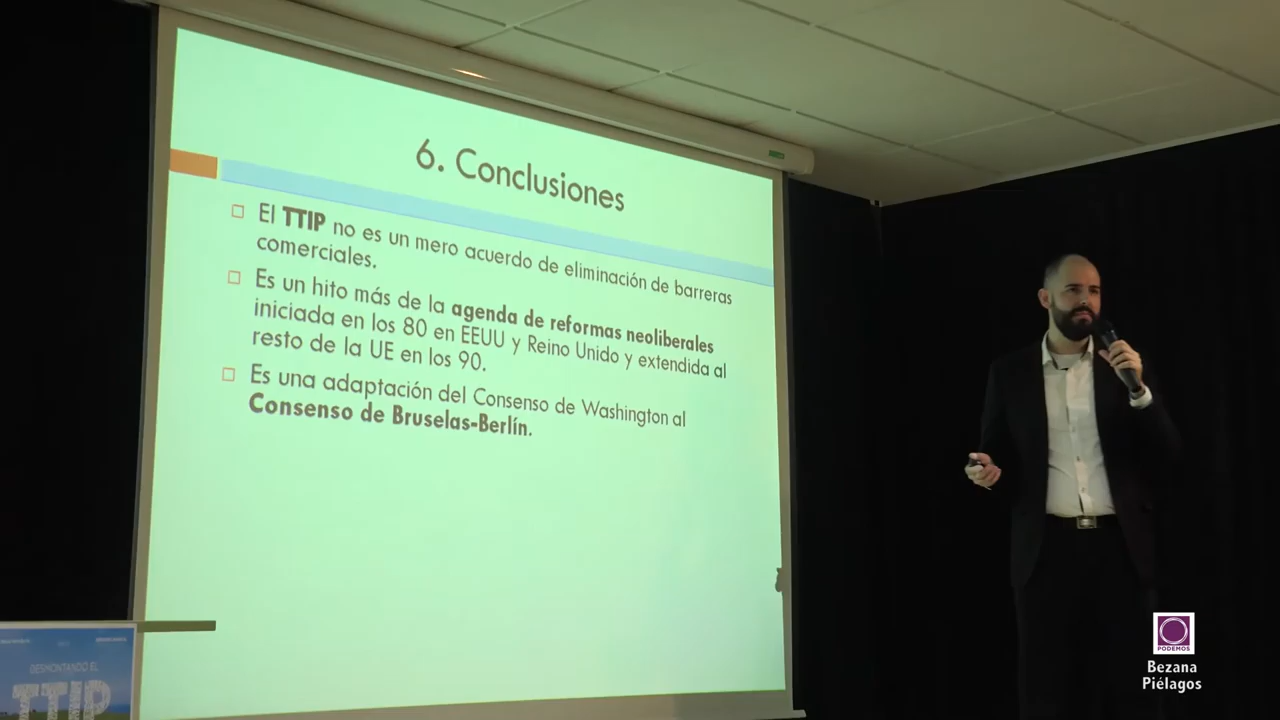 6. Conclusiones
El TTIP no es un mero acuerdo de eliminación de barreras
comerciales.
Es un hito más de la agenda de reformas neoliberales
iniciada en los 80 en EEUU y Reino Unido y extendida al
resto de la UE en los 90.
Es una adaptación del Consenso de Washington al
Consenso de Bruselas-Berlín.
DESMONTANDO EL
TTIP
PODEMOS
Bezana
Piélagos